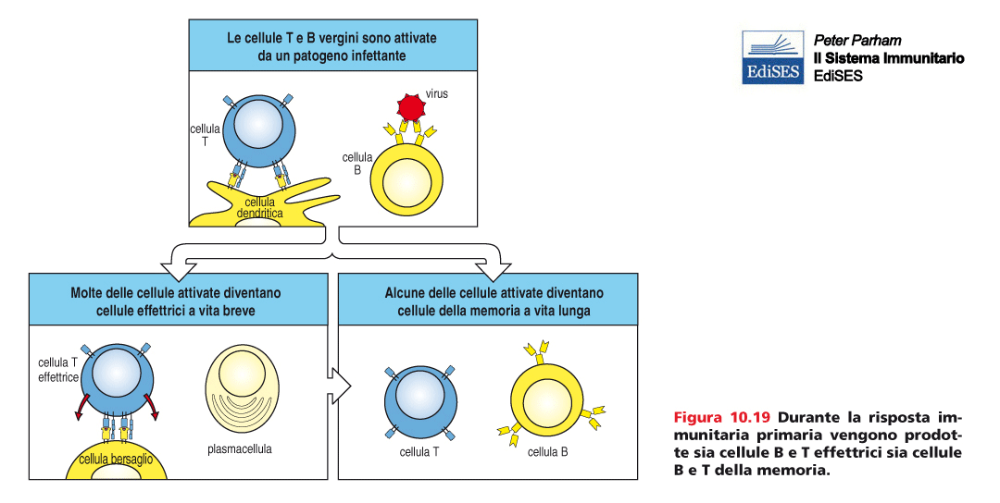 Le cellule T e B vergini sono attivate
da un patogeno infettante
cellula
T
virus
cellula
B
cellula
dendritica
EdiSES
Peter Parham
Il Sistema Immunitario
EdiSES
Molte delle cellule attivate diventano
cellule effettrici a vita breve
cellula T
effettrice
cellula bersaglio
plasmacellula
Alcune delle cellule attivate diventano
cellule della memoria a vita lunga
cellula T
cellula B
Figura 10.19 Durante la risposta im-
munitaria primaria vengono prodot-
te sia cellule B e T effettrici sia cellule
B e T della memoria.